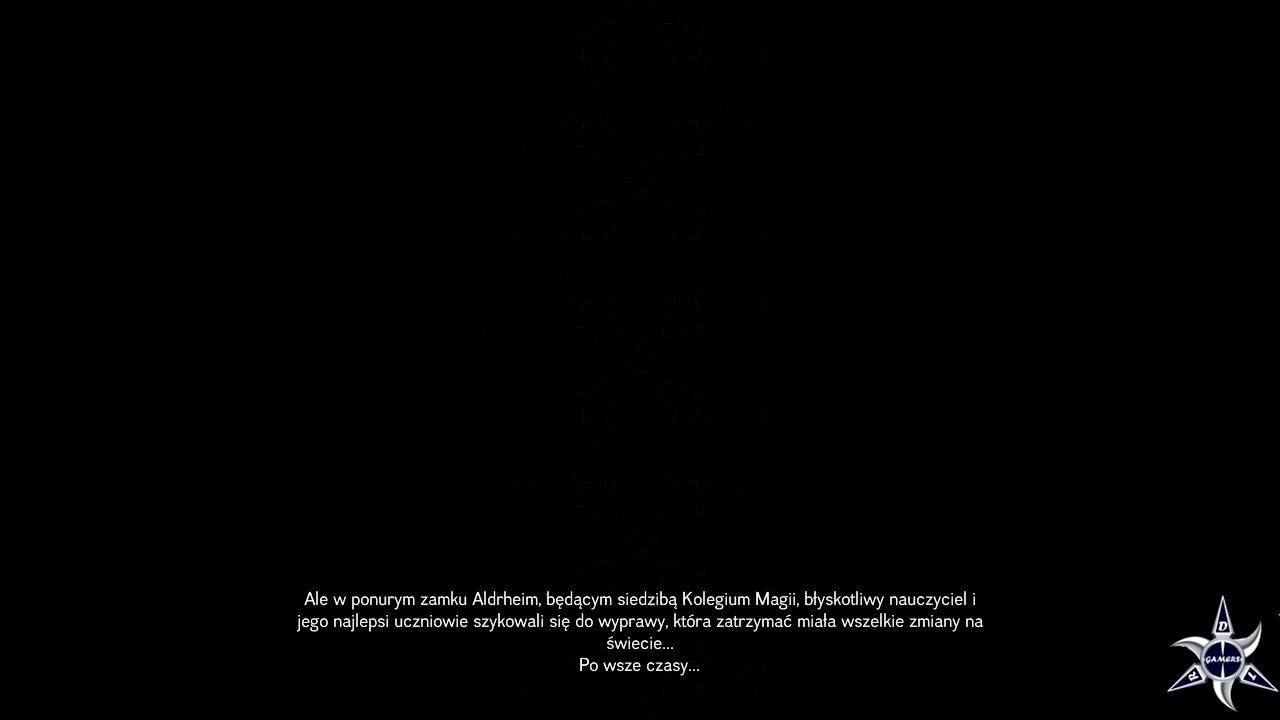 Ale w ponurym zamku Aldrheim, będącym siedzibą Kolegium Magii, błyskotliwy nauczyciel i
jego najlepsi uczniowie szykowali się do wyprawy, która zatrzymać miała wszelkie zmiany na
świecie...
Po wsze czasy...
D
GAMERS
R
T